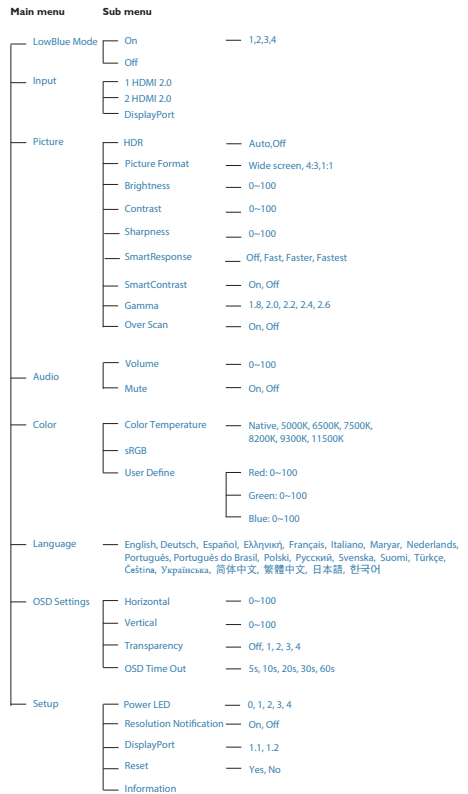 Main menu Sub menu
LowBlue Mode On 1,2,3,4
Off
Input 1 HDMI 2.0
2 HDMI 2.0
DisplayPort
Picture HDR Auto,Off
Picture Format Wide screen, 4:3,1:1
Brightness 0~100
Contrast 0~100
Sharpness 0~100
SmartResponse Off, Fast, Faster, Fastest
SmartContrast On, Off
Gamma 1.8, 2.0, 2.2, 2.4, 2.6
Over Scan On, Off
Audio Volume 0~100
Mute On, Off
Color Color Temperature Native, 5000K, 6500K, 7500K,
8200K, 9300K, 11500K
sRGB
User Define Red: 0~100
Green: 0~100
Blue: 0~100
Language English, Deutsch, Español, Ελληνική, Français, Italiano, Maryar, Nederlands,
Português, Português do Brasil, Polski, Русский, Svenska, Suomi, Türkçe,
Čeština, Українська, 简体中文, 繁體中文, 日本語, 한국어
OSD Settings Horizontal 0~100
Vertical 0~100
Transparency Off, 1, 2, 3, 4
OSD Time Out 5s, 10s, 20s, 30s, 60s
Setup Power LED 0, 1, 2, 3, 4
Resolution Notification On, Off
DisplayPort 1.1, 1.2
Reset Yes, No
Information